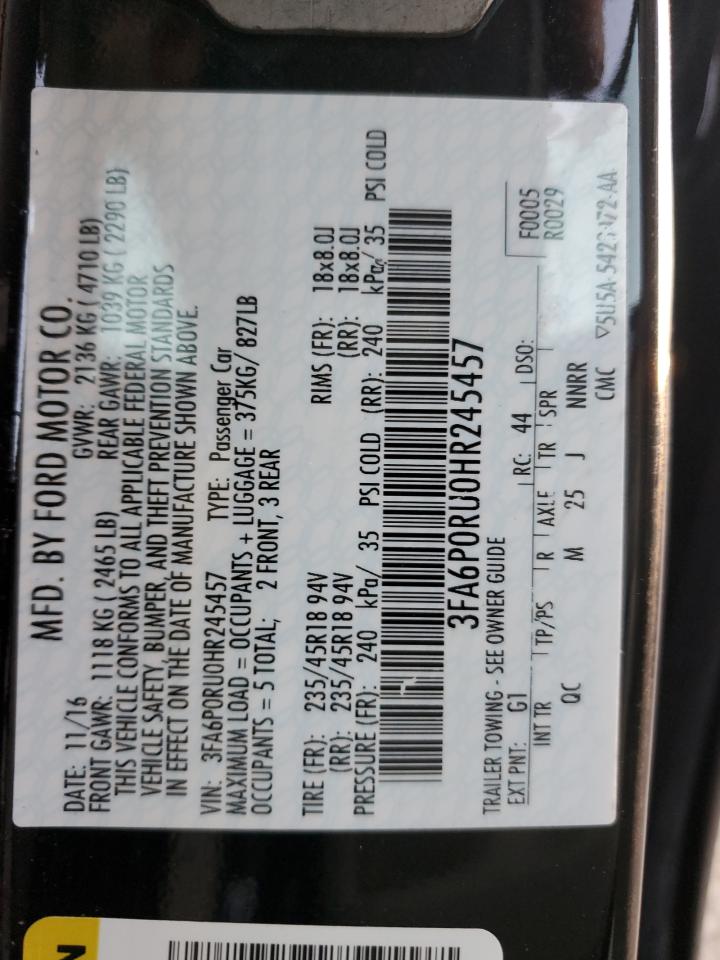 MFD. BY FORD MOTOR CO.
DATE: 11/16 GVWR: 2136 KG ( 4710 LB)
FRONT GAWR: 1118 KG ( 2465 LB) REAR GAWR: 1039 KG ( 2290 LB)
THIS VEHICLE CONFORMS TO ALL APPLICABLE FEDERAL MOTOR
VEHICLE SAFETY, BUMPER, AND THEFT PREVENTION STANDARDS
IN EFFECT ON THE DATE OF MANUFACTURE SHOWN ABOVE.
VIN: 3FA6P0RU0HR245457 TYPE: Passenger Car
MAXIMUM LOAD = OCCUPANTS + LUGGAGE = 375KG/ 827LB
OCCUPANTS = 5 TOTAL; 2 FRONT, 3 REAR
TIRE (FR): 235/45R18 94V RIMS (FR): 18x8.0J
(RR): 235/45R18 94V (RR): 18x8.0J
PRESSURE (FR): 240 kPa/ 35 PSI COLD (RR): 240 kPa/ 35 PSI COLD
3FA6P0RU0HR245457
TRAILER TOWING - SEE OWNER GUIDE F0005
EXT PNT: G1 RC: 44 DSO: R0029
INT TR TP/PS R AXLE TR SPR
QC M 25 J NNRR
CMC
N